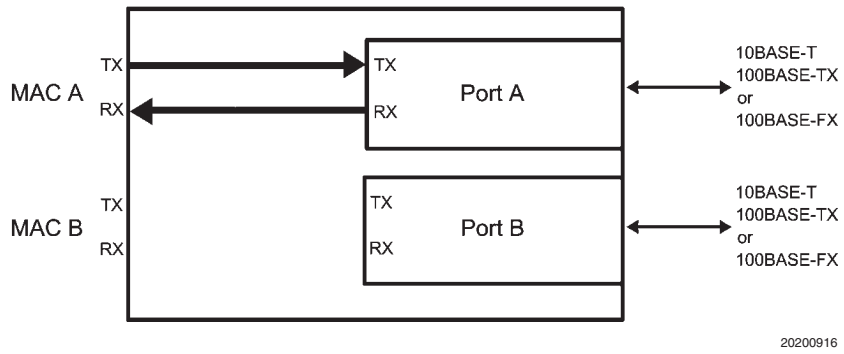 MAC A
TX
RX
TX
RX
Port A
10BASE-T
100BASE-TX
or
100BASE-FX
MAC B
TX
RX
TX
RX
Port B
10BASE-T
100BASE-TX
or
100BASE-FX
20200916